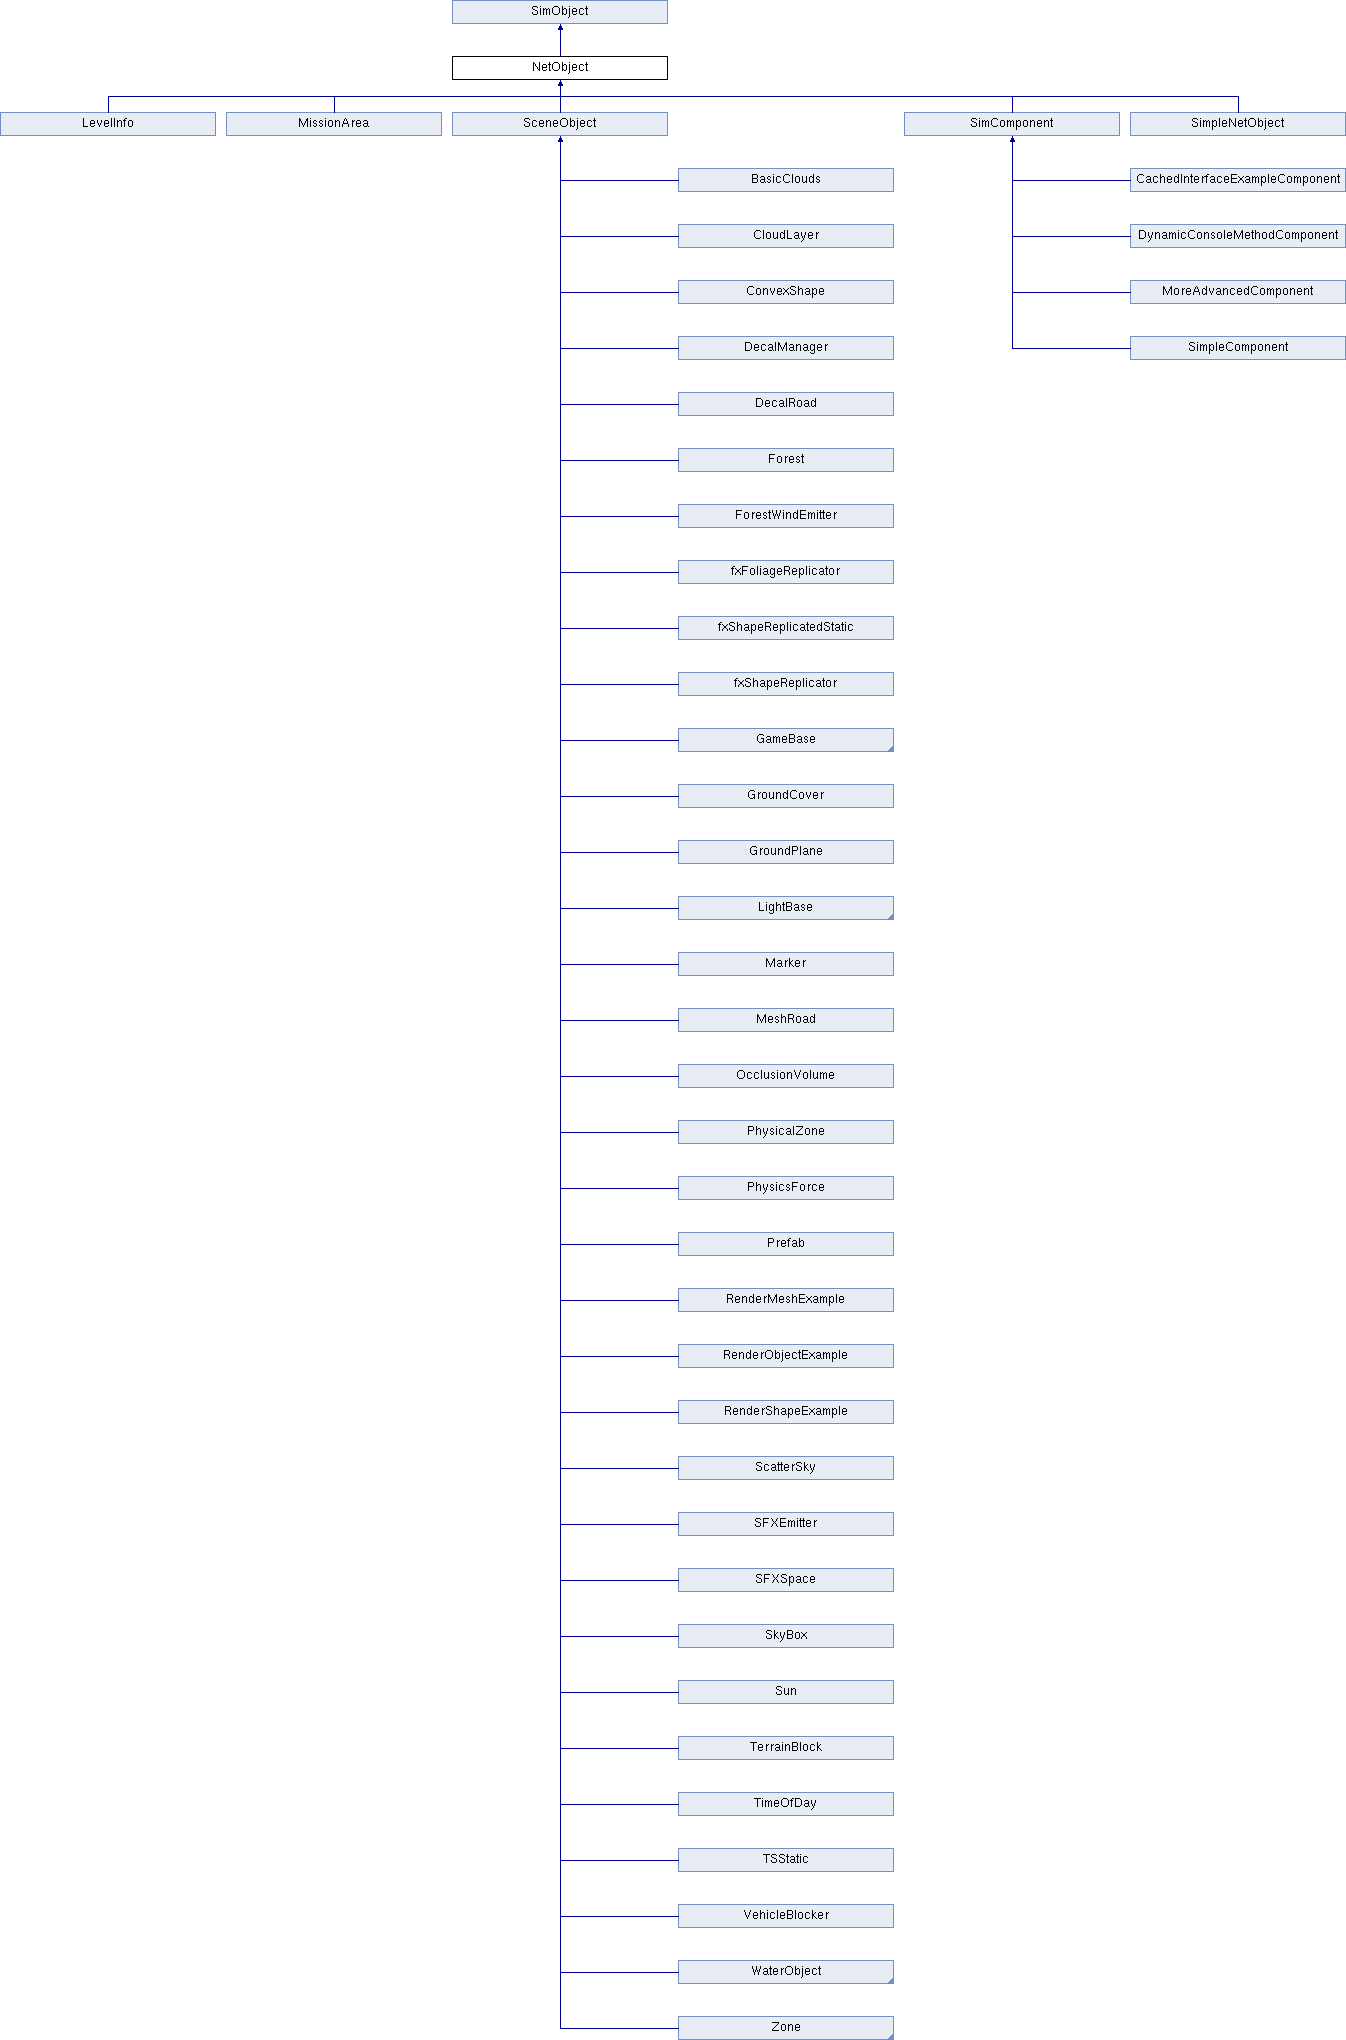 SimObject
NetObject
LevelInfo
MissionArea
SceneObject
SimComponent
SimpleNetObject
BasicClouds
CachedInterfaceExampleComponent
CloudLayer
DynamicConsoleMethodComponent
ConvexShape
MoreAdvancedComponent
DecalManager
SimpleComponent
DecalRoad
Forest
ForestWindEmitter
fxFoliageReplicator
fxShapeReplicatedStatic
fxShapeReplicator
GameBase
GroundCover
GroundPlane
LightBase
Marker
MeshRoad
OcclusionVolume
PhysicalZone
PhysicsForce
Prefab
RenderMeshExample
RenderObjectExample
RenderShapeExample
ScatterSky
SFXEmitter
SFXSpace
SkyBox
Sun
TerrainBlock
TimeOfDay
TSStatic
VehicleBlocker
WaterObject
Zone